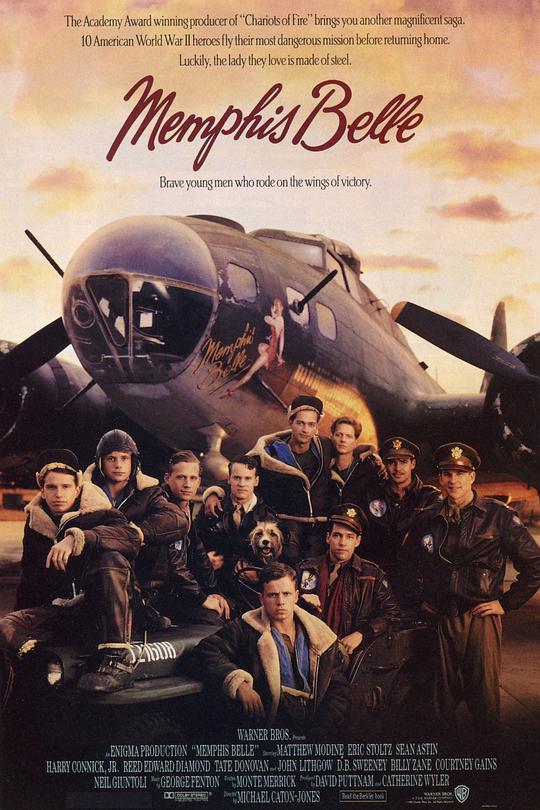 The Academy Award winning producer of “Chariots of Fire” brings you another magnificent saga.
10 American World War II heroes fly their most dangerous mission before returning home.
Luckily, the lady they love is made of steel.
Memphis Belle
Brave young men who rode on the wings of victory.
Memphis
Belle
WARNER BROS. Presents
An ENIGMA PRODUCTION “MEMPHIS BELLE” Starring MATTHEW MODINE ERIC STOLTZ SEAN ASTIN
HARRY CONNICK, JR. REED EDWARD DIAMOND TATE DONOVAN and JOHN LITHGOW D.B. SWEENEY BILLY ZANE COURTNEY GAINS
NEIL GIUNTOLI Music by GEORGE FENTON Written by MONTE MERRICK Produced by DAVID PUTTNAM and CATHERINE WYLER
DOLBY STEREO Directed by MICHAEL CATON-JONES Read the Berkley book WB WARNER BROS.